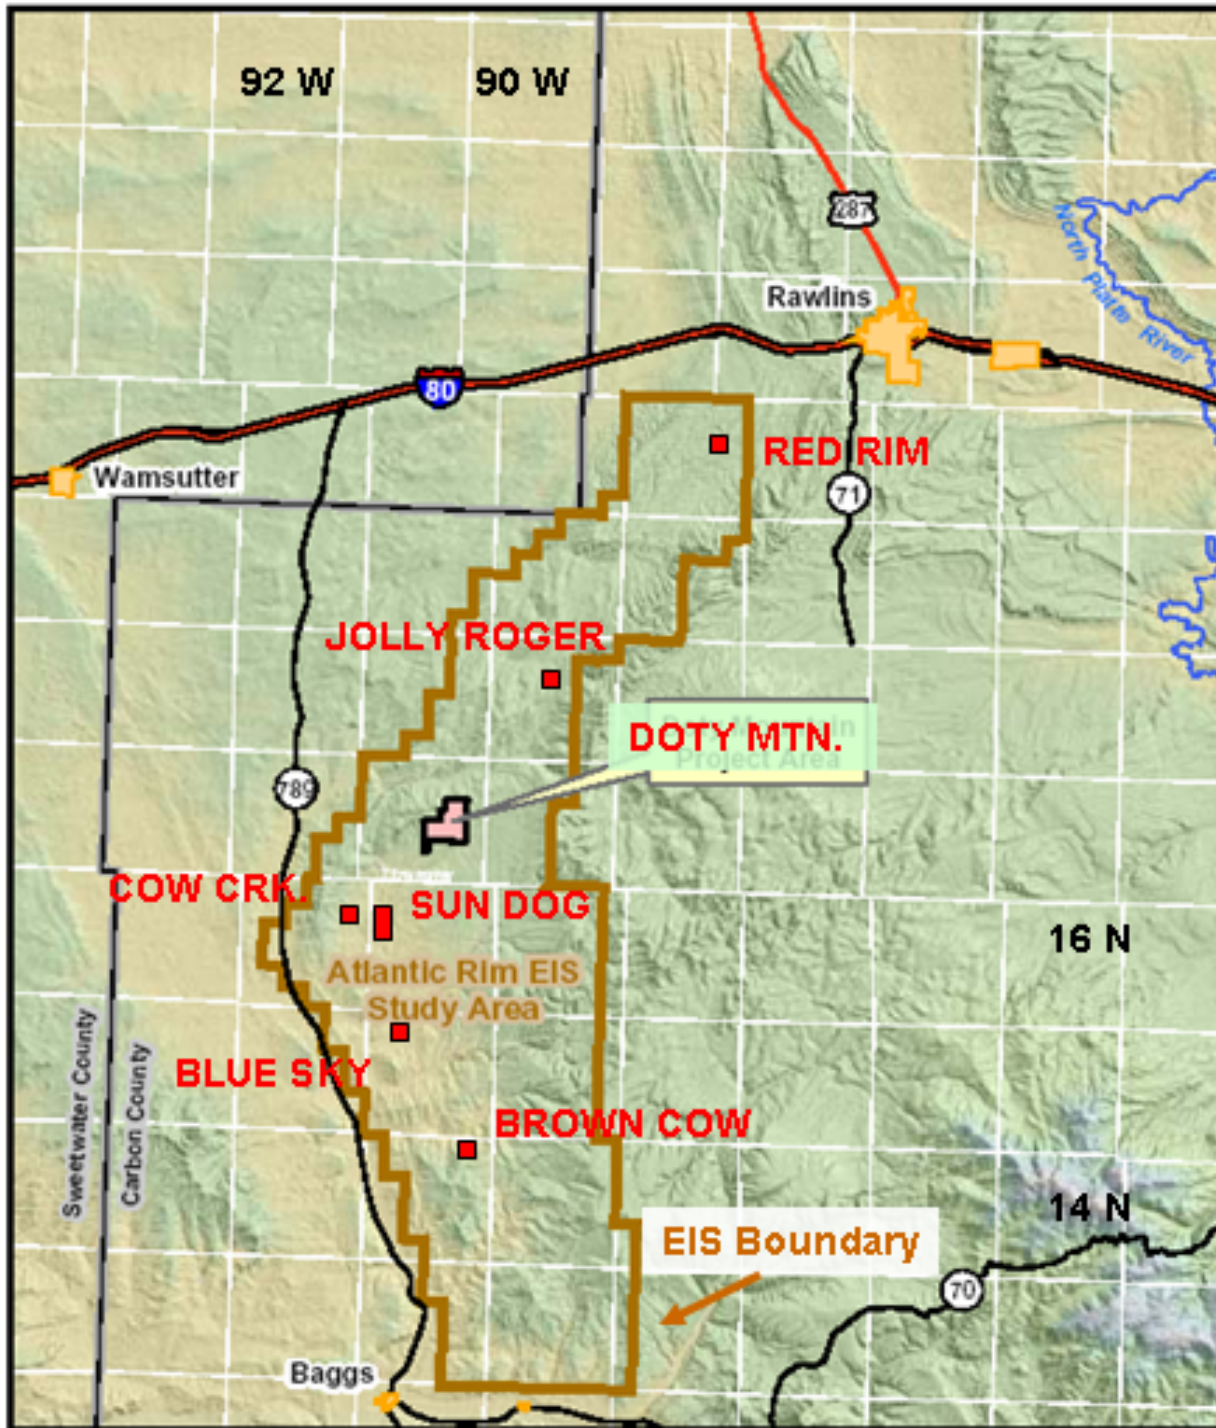 92 W
90 W
287
Rawlins
North Platte River
80
Wamsutter
RED RIM
71
JOLLY ROGER
DOTY MTN.
Project Area
789
COW CRK.
SUN DOG
16 N
Atlantic Rim EIS
Study Area
Sweetwater County
Carbon County
BLUE SKY
BROWN COW
14 N
EIS Boundary
70
Baggs